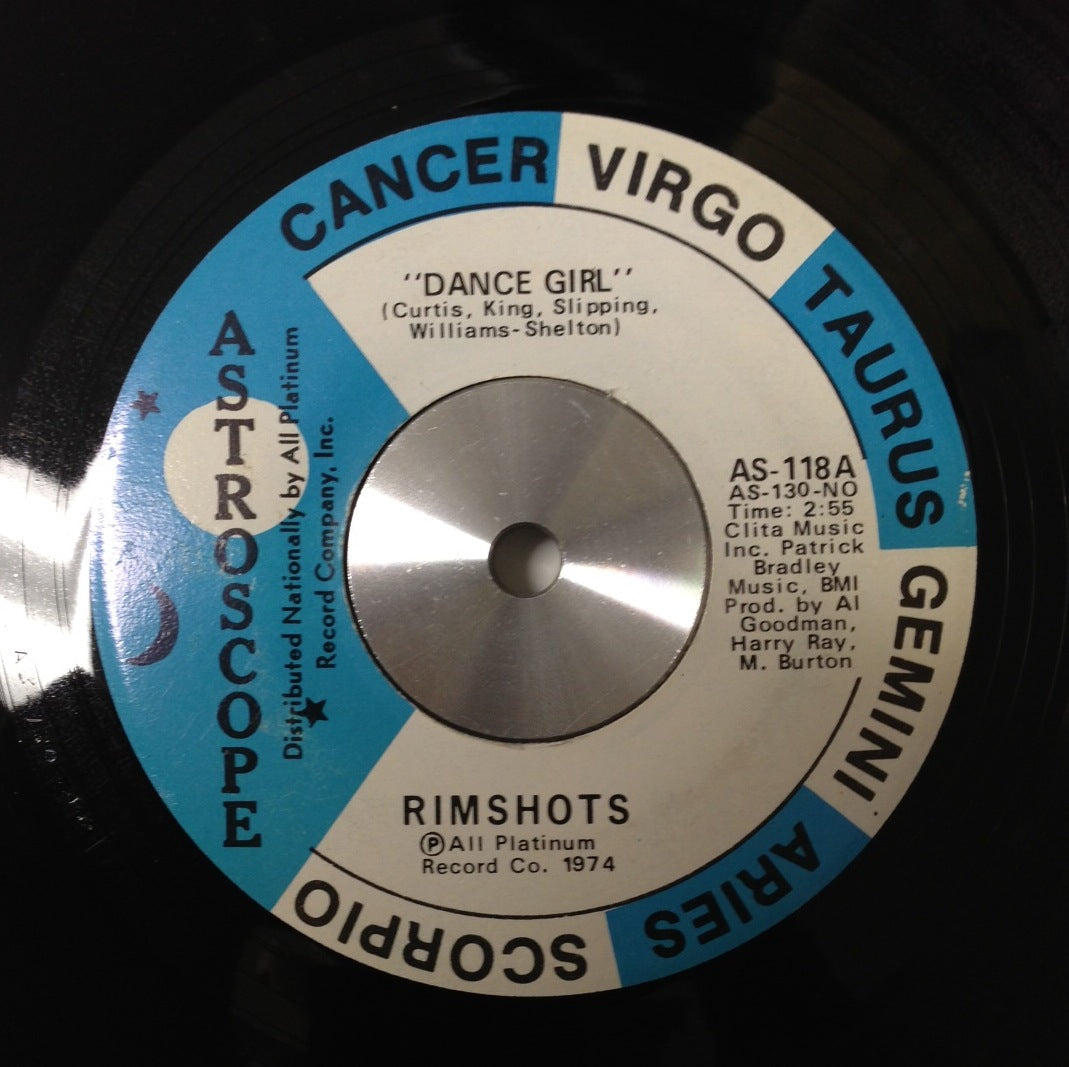 CANCER
VIRGO
TAURUS
GEMINI
ARIES
SCORPIO
ASTROSCOPE
Distributed Nationally by All Platinum
Record Company, Inc.
"DANCE GIRL"
(Curtis, King, Slipping,
Williams-Shelton)
AS-118A
AS-130-NO
Time: 2:55
Clita Music
Inc. Patrick
Bradley
Music, BMI
Prod. by Al
Goodman,
Harry Ray,
M. Burton
RIMSHOTS
Ⓟ All Platinum
Record Co. 1974